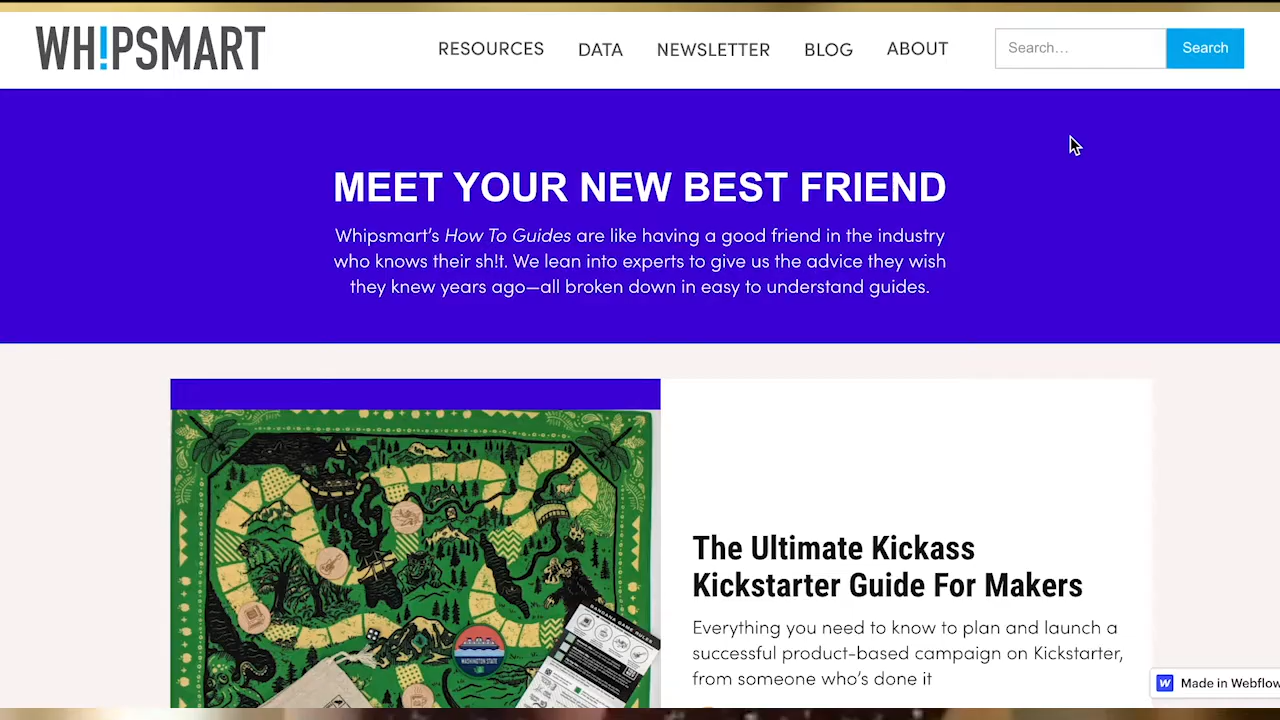 WH!PSMART
RESOURCES DATA NEWSLETTER BLOG ABOUT
Search… Search
MEET YOUR NEW BEST FRIEND
Whipsmart’s How To Guides are like having a good friend in the industry
who knows their sh!t. We lean into experts to give us the advice they wish
they knew years ago—all broken down in easy to understand guides.
The Ultimate Kickass
Kickstarter Guide For Makers
Everything you need to know to plan and launch a
successful product-based campaign on Kickstarter,
from someone who’s done it
BANDANA GAME RULES
WASHINGTON STATE
Made in Webflow